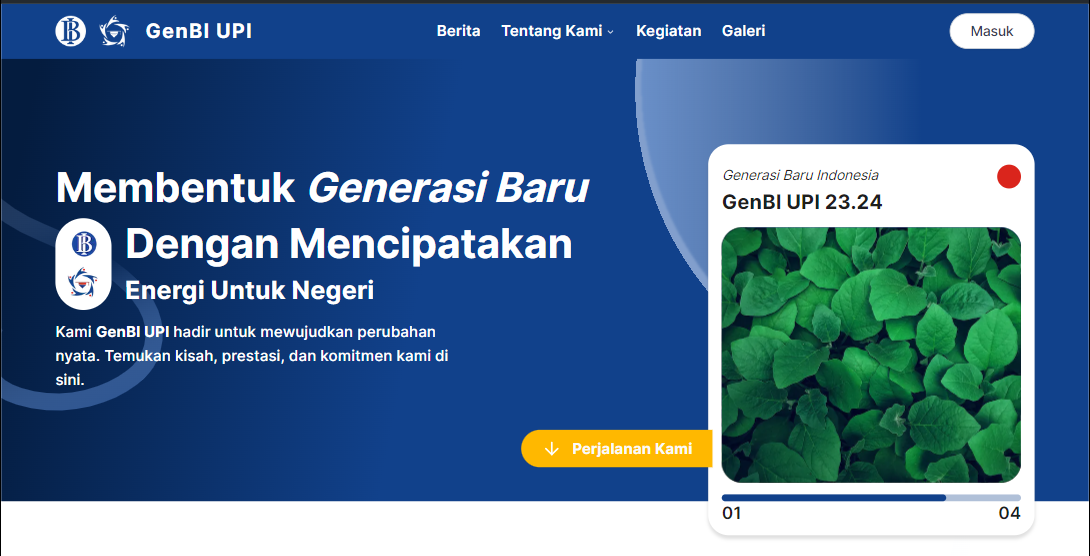 GenBI UPI
Berita
Tentang Kami
Kegiatan
Galeri
Masuk
Membentuk Generasi Baru
Dengan Mencipatakan
Energi Untuk Negeri
Kami GenBI UPI hadir untuk mewujudkan perubahan
nyata. Temukan kisah, prestasi, dan komitmen kami di
sini.
Perjalanan Kami
Generasi Baru Indonesia
GenBI UPI 23.24
01
04